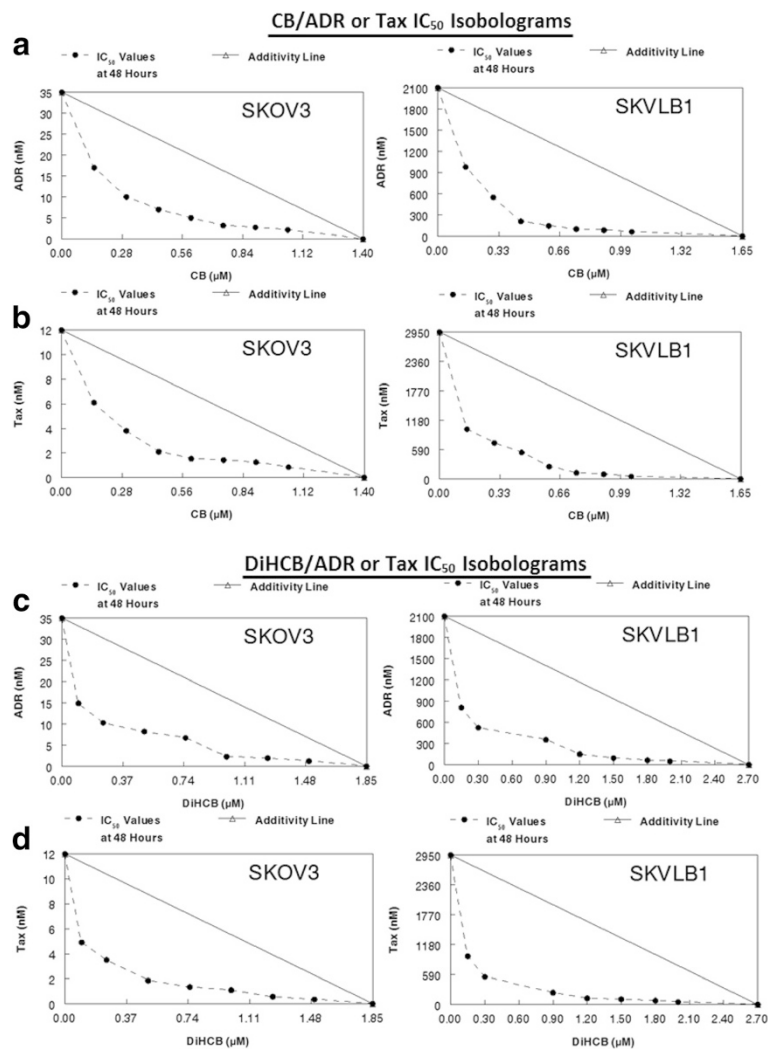 CB/ADR or Tax IC50 Isobolograms
a
IC50 Values at 48 Hours
Additivity Line
IC50 Values at 48 Hours
Additivity Line
SKOV3
ADR (nM)
35
30
25
20
15
10
5
0
0.00 0.28 0.56 0.84 1.12 1.40
CB (µM)
SKVLB1
2100
1800
1500
1200
900
600
300
0
0.00 0.33 0.66 0.99 1.32 1.65
CB (µM)
b
IC50 Values at 48 Hours
Additivity Line
IC50 Values at 48 Hours
Additivity Line
SKOV3
Tax (nM)
12
10
8
6
4
2
0
0.00 0.28 0.56 0.84 1.12 1.40
CB (µM)
SKVLB1
2950
2360
1770
1180
590
0
0.00 0.33 0.66 0.99 1.32 1.65
CB (µM)
DiHCB/ADR or Tax IC50 Isobolograms
c
IC50 Values at 48 Hours
Additivity Line
IC50 Values at 48 Hours
Additivity Line
SKOV3
ADR (nM)
35
30
25
20
15
10
5
0
0.00 0.37 0.74 1.11 1.48 1.85
DiHCB (µM)
SKVLB1
ADR (nM)
2100
1800
1500
1200
900
600
300
0
0.00 0.30 0.60 0.90 1.20 1.50 1.80 2.10 2.40 2.70
DiHCB (µM)
d
IC50 Values at 48 Hours
Additivity Line
IC50 Values at 48 Hours
Additivity Line
SKOV3
Tax (nM)
12
10
8
6
4
2
0
0.00 0.37 0.74 1.11 1.48 1.85
DiHCB (µM)
SKVLB1
Tax (nM)
2950
2360
1770
1180
590
0
0.00 0.30 0.60 0.90 1.20 1.50 1.80 2.10 2.40 2.70
DiHCB (µM)